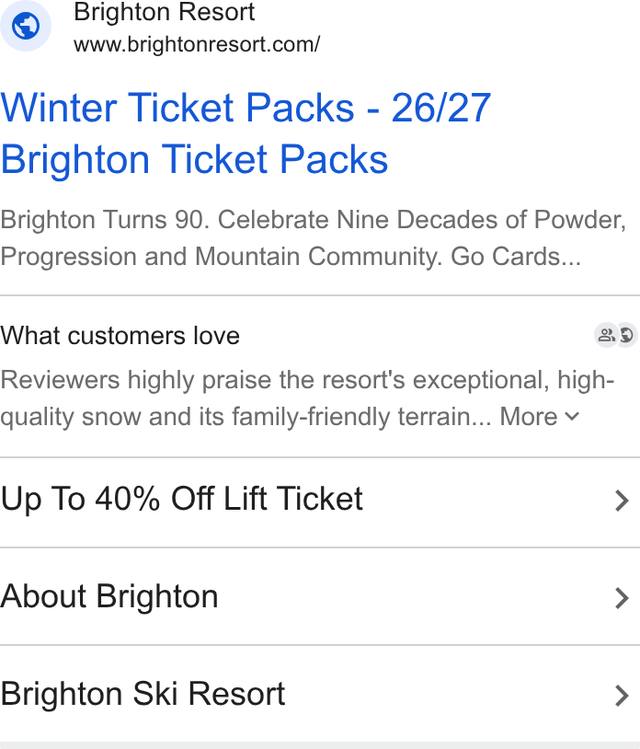 Brighton Resort
www.brightonresort.com/
Winter Ticket Packs - 26/27
Brighton Ticket Packs
Brighton Turns 90. Celebrate Nine Decades of Powder,
Progression and Mountain Community. Go Cards...
What customers love
Reviewers highly praise the resort's exceptional, high-
quality snow and its family-friendly terrain... More
Up To 40% Off Lift Ticket
About Brighton
Brighton Ski Resort